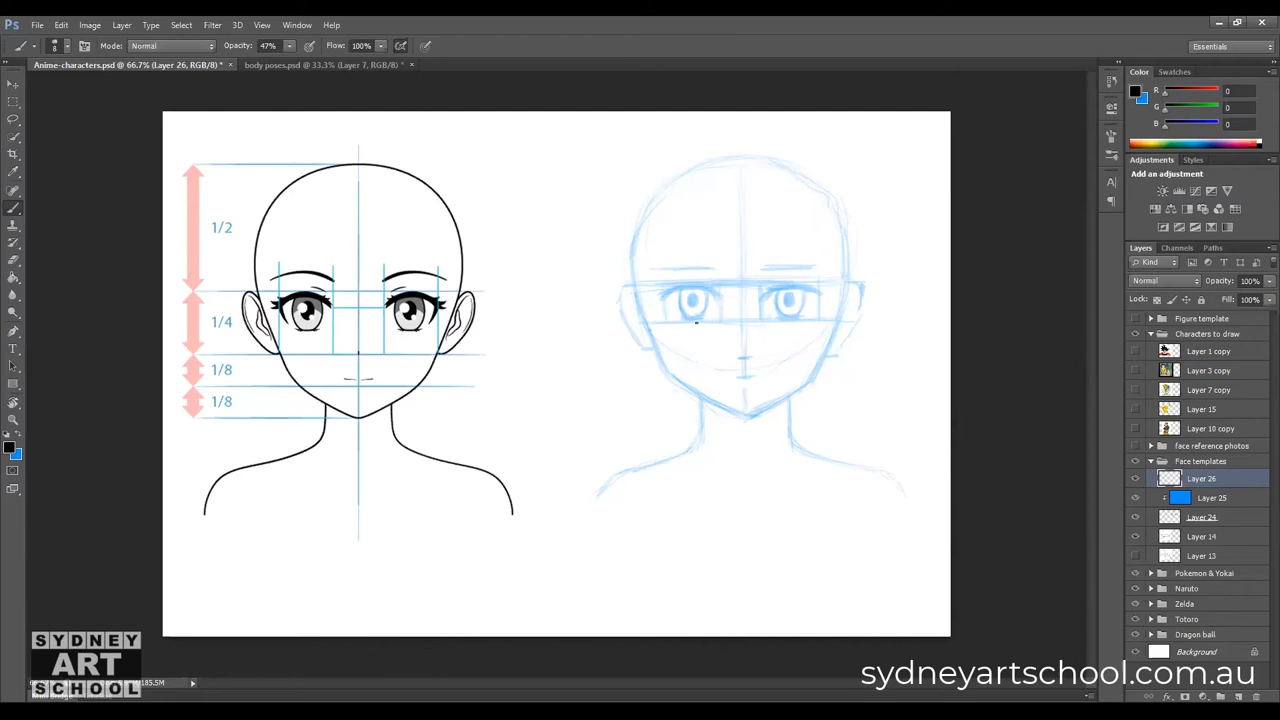 Ps File Edit Image Layer Type Select Filter 3D View Window Help
8 Mode: Normal Opacity: 47% Flow: 100% Essentials
Anime-characters.psd @ 66.7% (Layer 26, RGB/8) * × body poses.psd @ 33.3% (Layer 7, RGB/8) * ×
Color Swatches
R 0
G 0
B 0
Adjustments Styles
Add an adjustment
Layers Channels Paths
Kind
Normal Opacity: 100%
Lock: Fill: 100%
Figure template
Characters to draw
Layer 1 copy
Layer 3 copy
Layer 7 copy
Layer 15
Layer 10 copy
face reference photos
Face templates
Layer 26
Layer 25
Layer 24
Layer 14
Layer 13
Pokemon & Yokai
Naruto
Zelda
Totoro
Dragon ball
Background
1/2
1/4
1/8
1/8
SYDNEY
ART
SCHOOL
sydneyartschool.com.au